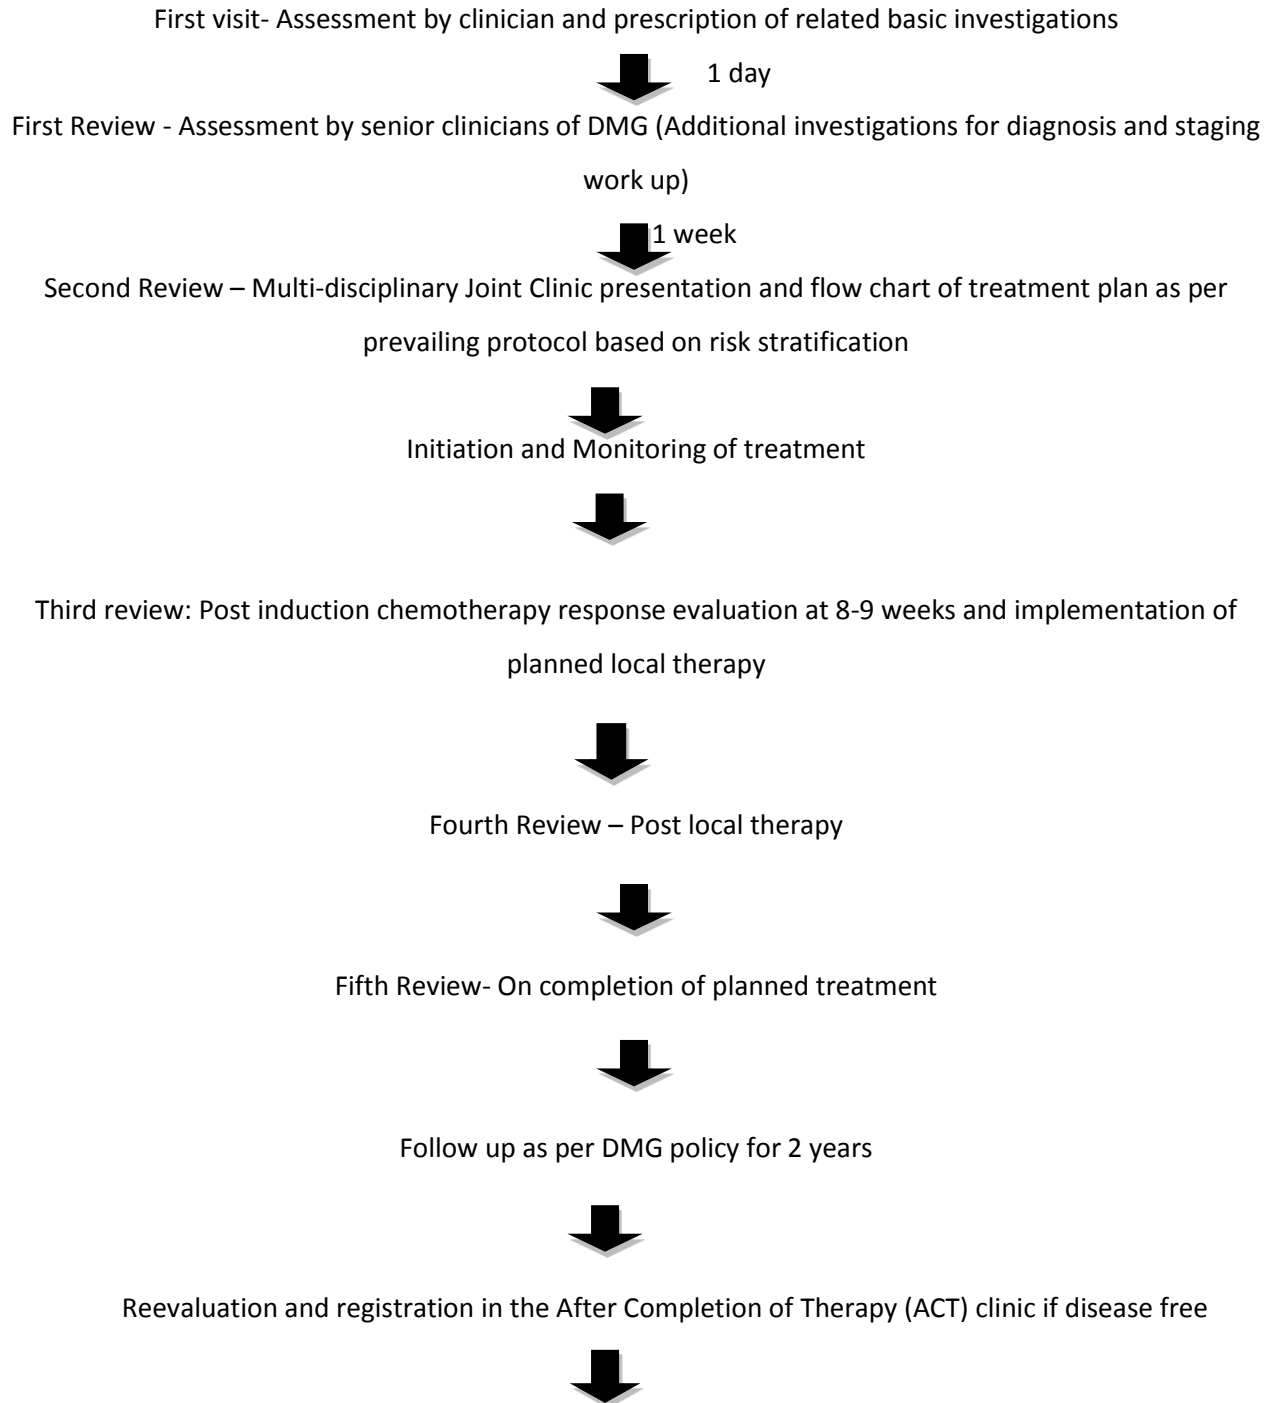 First visit- Assessment by clinician and prescription of related basic investigations
1 day
First Review - Assessment by senior clinicians of DMG (Additional investigations for diagnosis and staging
work up)
1 week
Second Review – Multi-disciplinary Joint Clinic presentation and flow chart of treatment plan as per
prevailing protocol based on risk stratification
Initiation and Monitoring of treatment
Third review: Post induction chemotherapy response evaluation at 8-9 weeks and implementation of
planned local therapy
Fourth Review – Post local therapy
Fifth Review- On completion of planned treatment
Follow up as per DMG policy for 2 years
Reevaluation and registration in the After Completion of Therapy (ACT) clinic if disease free